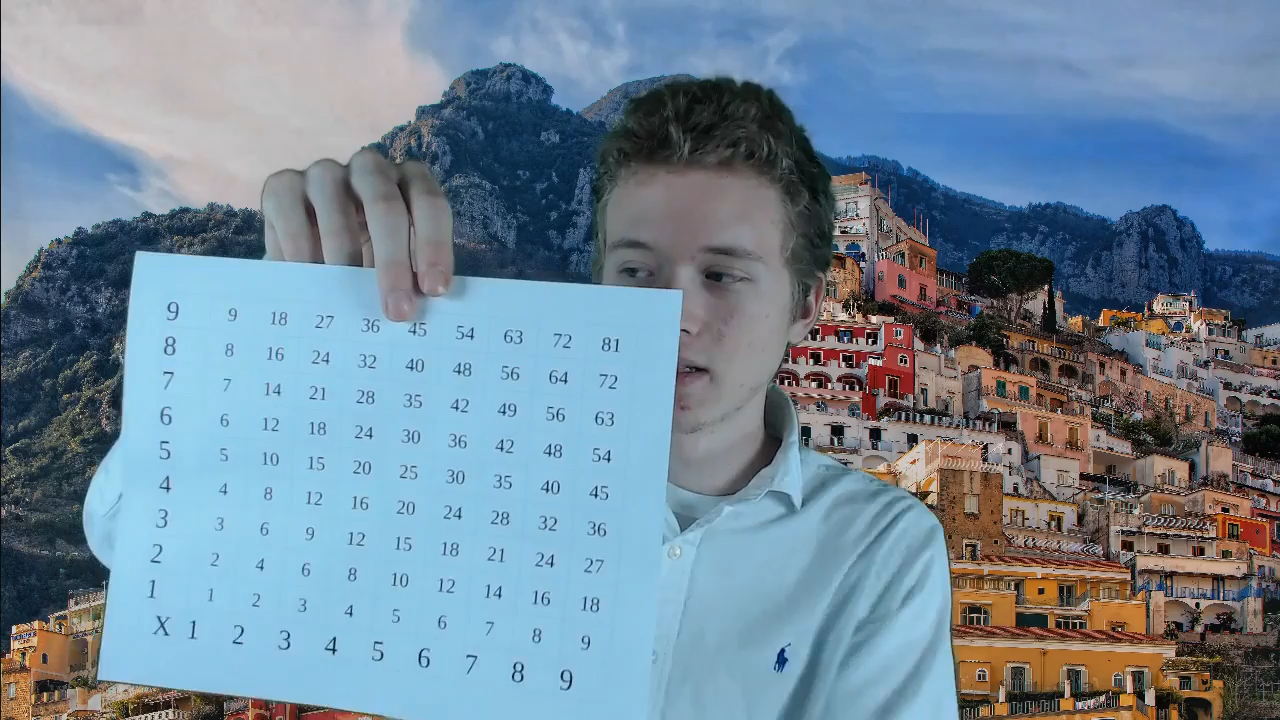 9 9 18 27 36 45 54 63 72 81
8 8 16 24 32 40 48 56 64 72
7 7 14 21 28 35 42 49 56 63
6 6 12 18 24 30 36 42 48 54
5 5 10 15 20 25 30 35 40 45
4 4 8 12 16 20 24 28 32 36
3 3 6 9 12 15 18 21 24 27
2 2 4 6 8 10 12 14 16 18
1 1 2 3 4 5 6 7 8 9
X 1 2 3 4 5 6 7 8 9